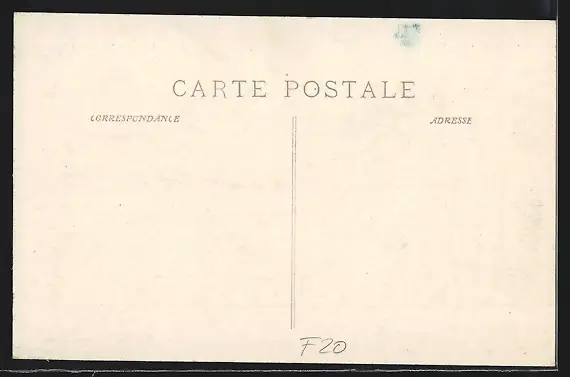 CARTE POSTALE
CORRESPONDANCE
ADRESSE
F20